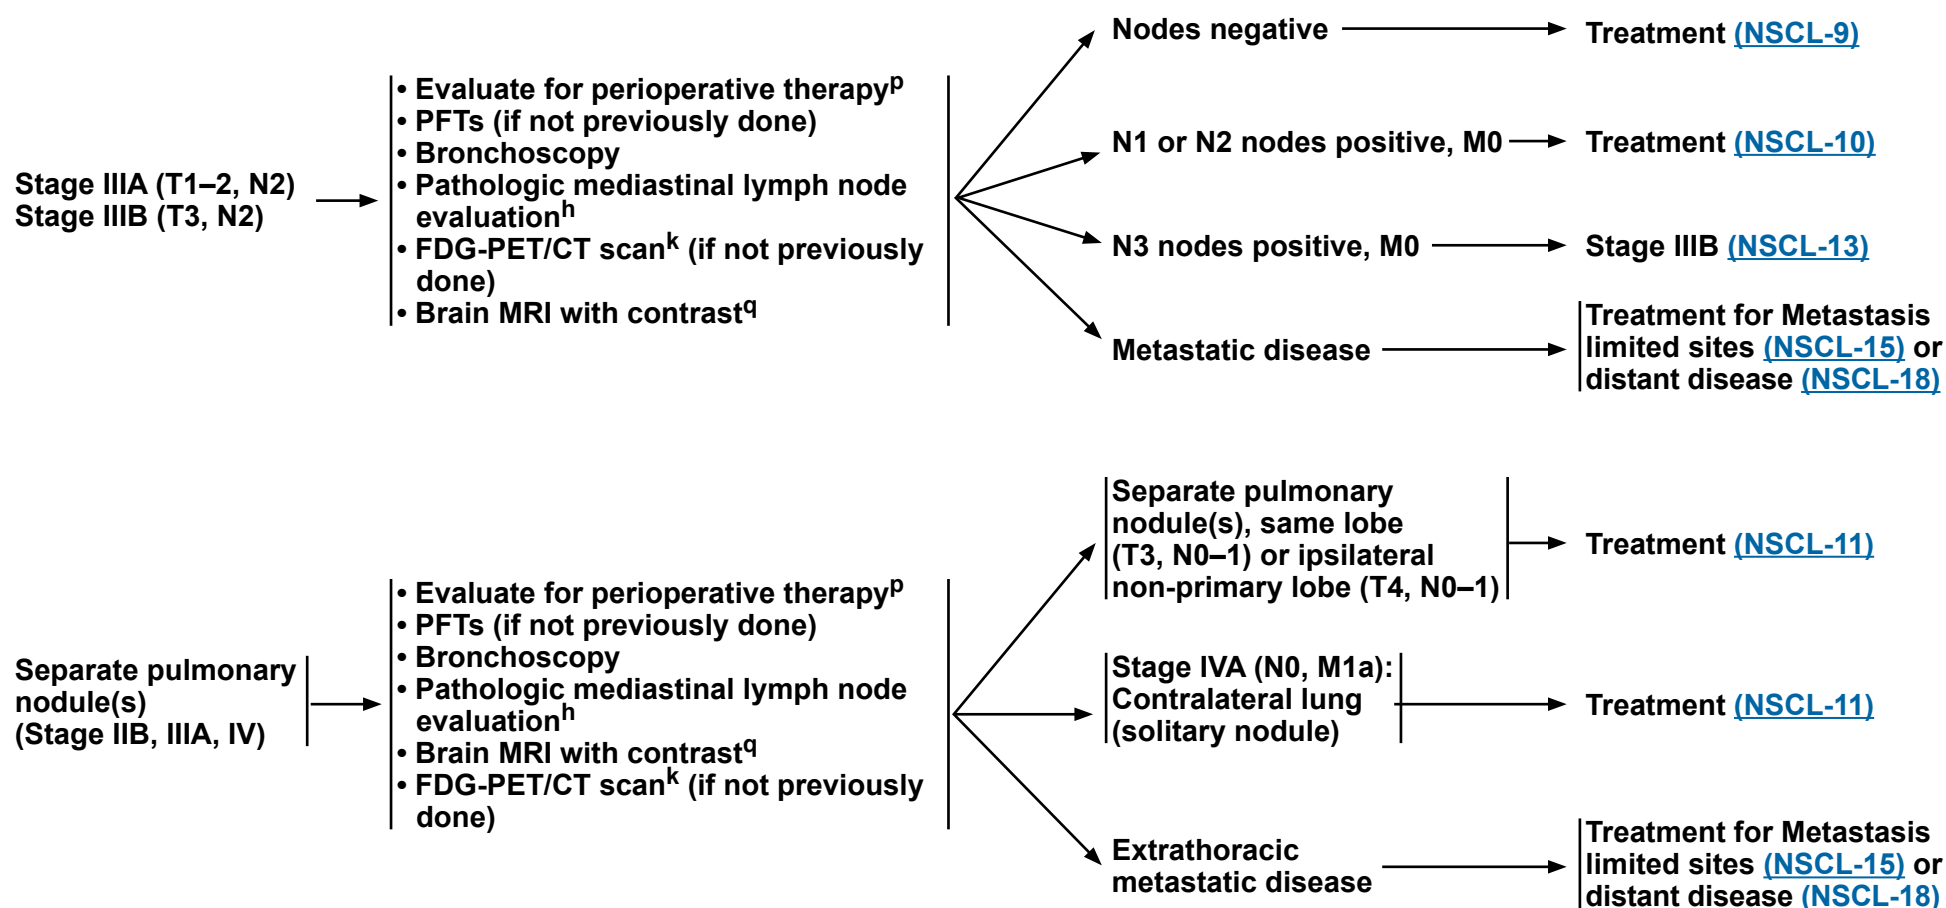 Stage IIIA (T1–2, N2)
Stage IIIB (T3, N2)
• Evaluate for perioperative therapyᵖ
• PFTs (if not previously done)
• Bronchoscopy
• Pathologic mediastinal lymph node
evaluationʰ
• FDG-PET/CT scanᵏ (if not previously
done)
• Brain MRI with contrast^q
Nodes negative
Treatment (NSCL-9)
N1 or N2 nodes positive, M0
Treatment (NSCL-10)
N3 nodes positive, M0
Stage IIIB (NSCL-13)
Metastatic disease
Treatment for Metastasis
limited sites (NSCL-15) or
distant disease (NSCL-18)
Separate pulmonary
nodule(s)
(Stage IIB, IIIA, IV)
• Evaluate for perioperative therapyᵖ
• PFTs (if not previously done)
• Bronchoscopy
• Pathologic mediastinal lymph node
evaluationʰ
• Brain MRI with contrast^q
• FDG-PET/CT scanᵏ (if not previously
done)
Separate pulmonary
nodule(s), same lobe
(T3, N0–1) or ipsilateral
non-primary lobe (T4, N0–1)
Treatment (NSCL-11)
Stage IVA (N0, M1a):
Contralateral lung
(solitary nodule)
Treatment (NSCL-11)
Extrathoracic
metastatic disease
Treatment for Metastasis
limited sites (NSCL-15) or
distant disease (NSCL-18)